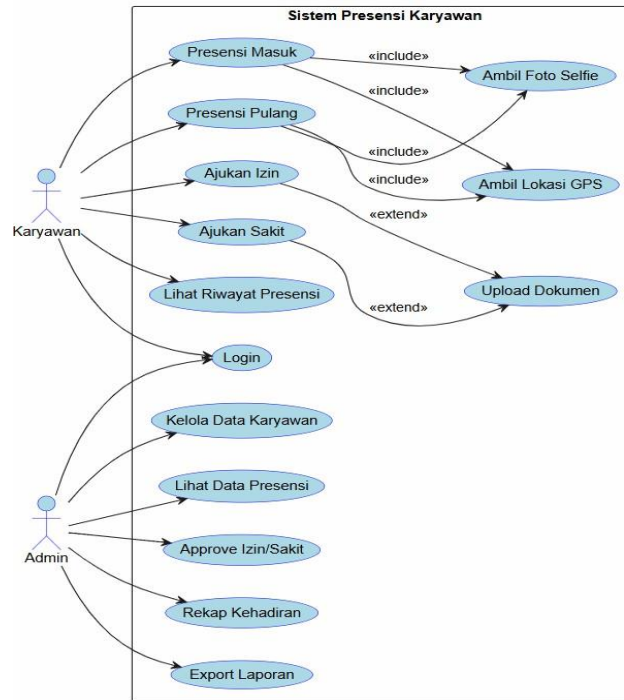 Sistem Presensi Karyawan
Presensi Masuk
«include»
Ambil Foto Selfie
«include»
Presensi Pulang
«include»
Ajukan Izin
«include»
Ambil Lokasi GPS
Karyawan
«extend»
Ajukan Sakit
Lihat Riwayat Presensi
«extend»
Upload Dokumen
Login
Kelola Data Karyawan
Lihat Data Presensi
Admin
Approve Izin/Sakit
Rekap Kehadiran
Export Laporan